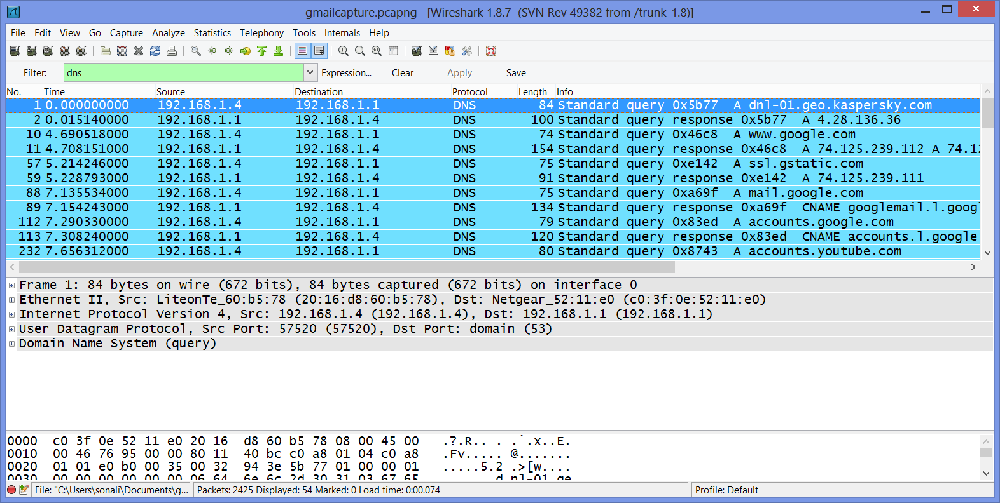 gmailcapture.pcapng [Wireshark 1.8.7 (SVN Rev 49382 from /trunk-1.8)]
File Edit View Go Capture Analyze Statistics Telephony Tools Internals Help
Filter: dns Expression... Clear Apply Save
No. Time Source Destination Protocol Length Info
1 0.000000000 192.168.1.4 192.168.1.1 DNS 84 Standard query 0x5b77 A dnl-01.geo.kaspersky.com
2 0.015140000 192.168.1.1 192.168.1.4 DNS 100 Standard query response 0x5b77 A 4.28.136.36
10 4.690518000 192.168.1.4 192.168.1.1 DNS 74 Standard query 0x46c8 A www.google.com
11 4.708151000 192.168.1.1 192.168.1.4 DNS 154 Standard query response 0x46c8 A 74.125.239.112 A 74.12
57 5.214246000 192.168.1.4 192.168.1.1 DNS 75 Standard query 0xe142 A ssl.gstatic.com
59 5.228793000 192.168.1.1 192.168.1.4 DNS 91 Standard query response 0xe142 A 74.125.239.111
88 7.135534000 192.168.1.4 192.168.1.1 DNS 75 Standard query 0xa69f A mail.google.com
89 7.154243000 192.168.1.1 192.168.1.4 DNS 134 Standard query response 0xa69f CNAME googlemail.l.googl
112 7.290330000 192.168.1.4 192.168.1.1 DNS 79 Standard query 0x83ed A accounts.google.com
113 7.308240000 192.168.1.1 192.168.1.4 DNS 120 Standard query response 0x83ed CNAME accounts.l.google
232 7.656312000 192.168.1.4 192.168.1.1 DNS 80 Standard query 0x8743 A accounts.youtube.com
Frame 1: 84 bytes on wire (672 bits), 84 bytes captured (672 bits) on interface 0
Ethernet II, Src: LiteonTe_60:b5:78 (20:16:d8:60:b5:78), Dst: Netgear_52:11:e0 (c0:3f:0e:52:11:e0)
Internet Protocol Version 4, Src: 192.168.1.4 (192.168.1.4), Dst: 192.168.1.1 (192.168.1.1)
User Datagram Protocol, Src Port: 57520 (57520), Dst Port: domain (53)
Domain Name System (query)
0000 c0 3f 0e 52 11 e0 20 16 d8 60 b5 78 08 00 45 00 .?.R.. . .`.x..E.
0010 00 46 76 95 00 00 80 11 40 bc c0 a8 01 04 c0 a8 .Fv..... @.......
0020 01 01 e0 b0 00 35 00 32 94 3e 5b 77 01 00 00 01 .....5.2 .>[w....
0030 00 00 00 00 00 00 06 64 6e 6c 2d 30 31 03 67 65 .......d nl-01.ge
File: "C:\Users\sonali\Documents\g... Packets: 2425 Displayed: 54 Marked: 0 Load time: 0:00.074 Profile: Default